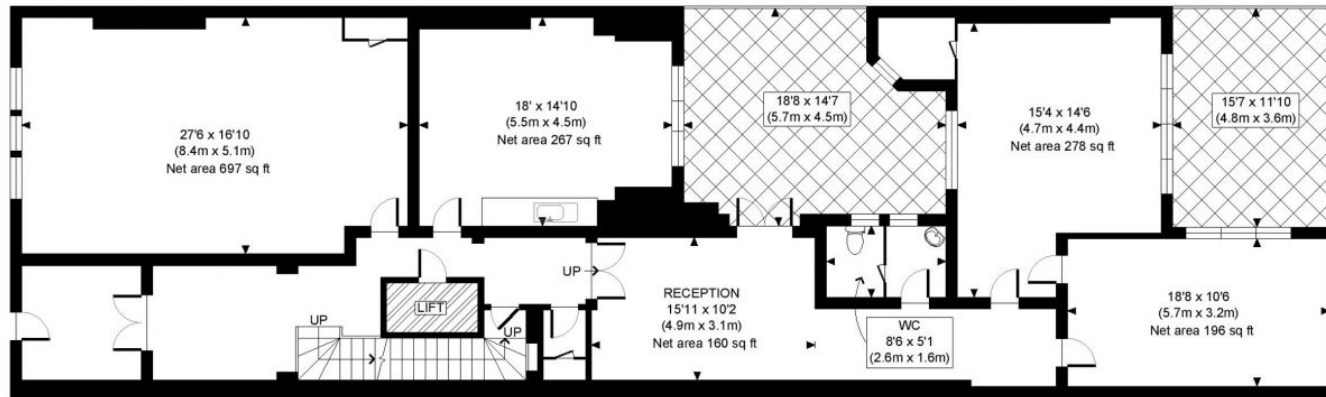 27'6 x 16'10
(8.4m x 5.1m)
Net area 697 sq ft
18' x 14'10
(5.5m x 4.5m)
Net area 267 sq ft
18'8 x 14'7
(5.7m x 4.5m)
15'4 x 14'6
(4.7m x 4.4m)
Net area 278 sq ft
15'7 x 11'10
(4.8m x 3.6m)
UP
LIFT
UP
UP
RECEPTION
15'11 x 10'2
(4.9m x 3.1m)
Net area 160 sq ft
WC
8'6 x 5'1
(2.6m x 1.6m)
18'8 x 10'6
(5.7m x 3.2m)
Net area 196 sq ft